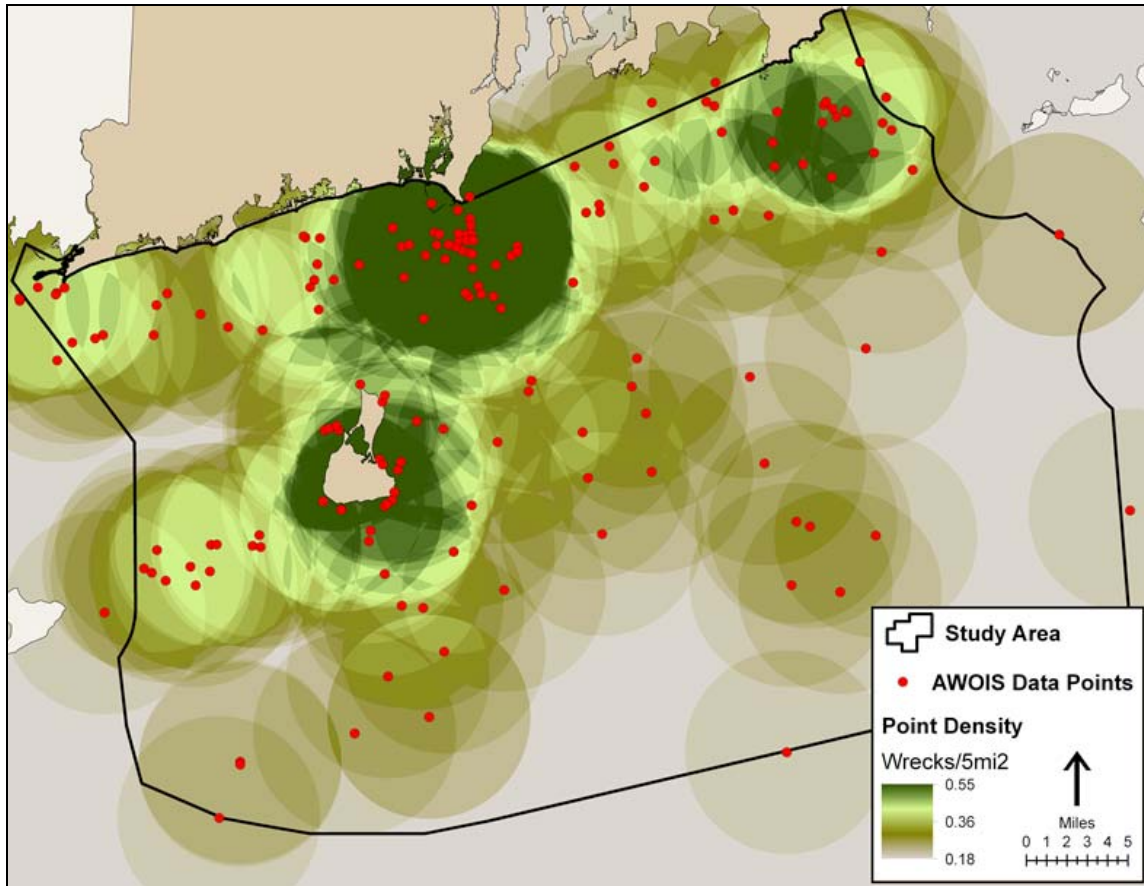 Study Area
AWOIS Data Points
Point Density
Wrecks/5mi2
0.55
0.36
0.18
Miles
0 1 2 3 4 5